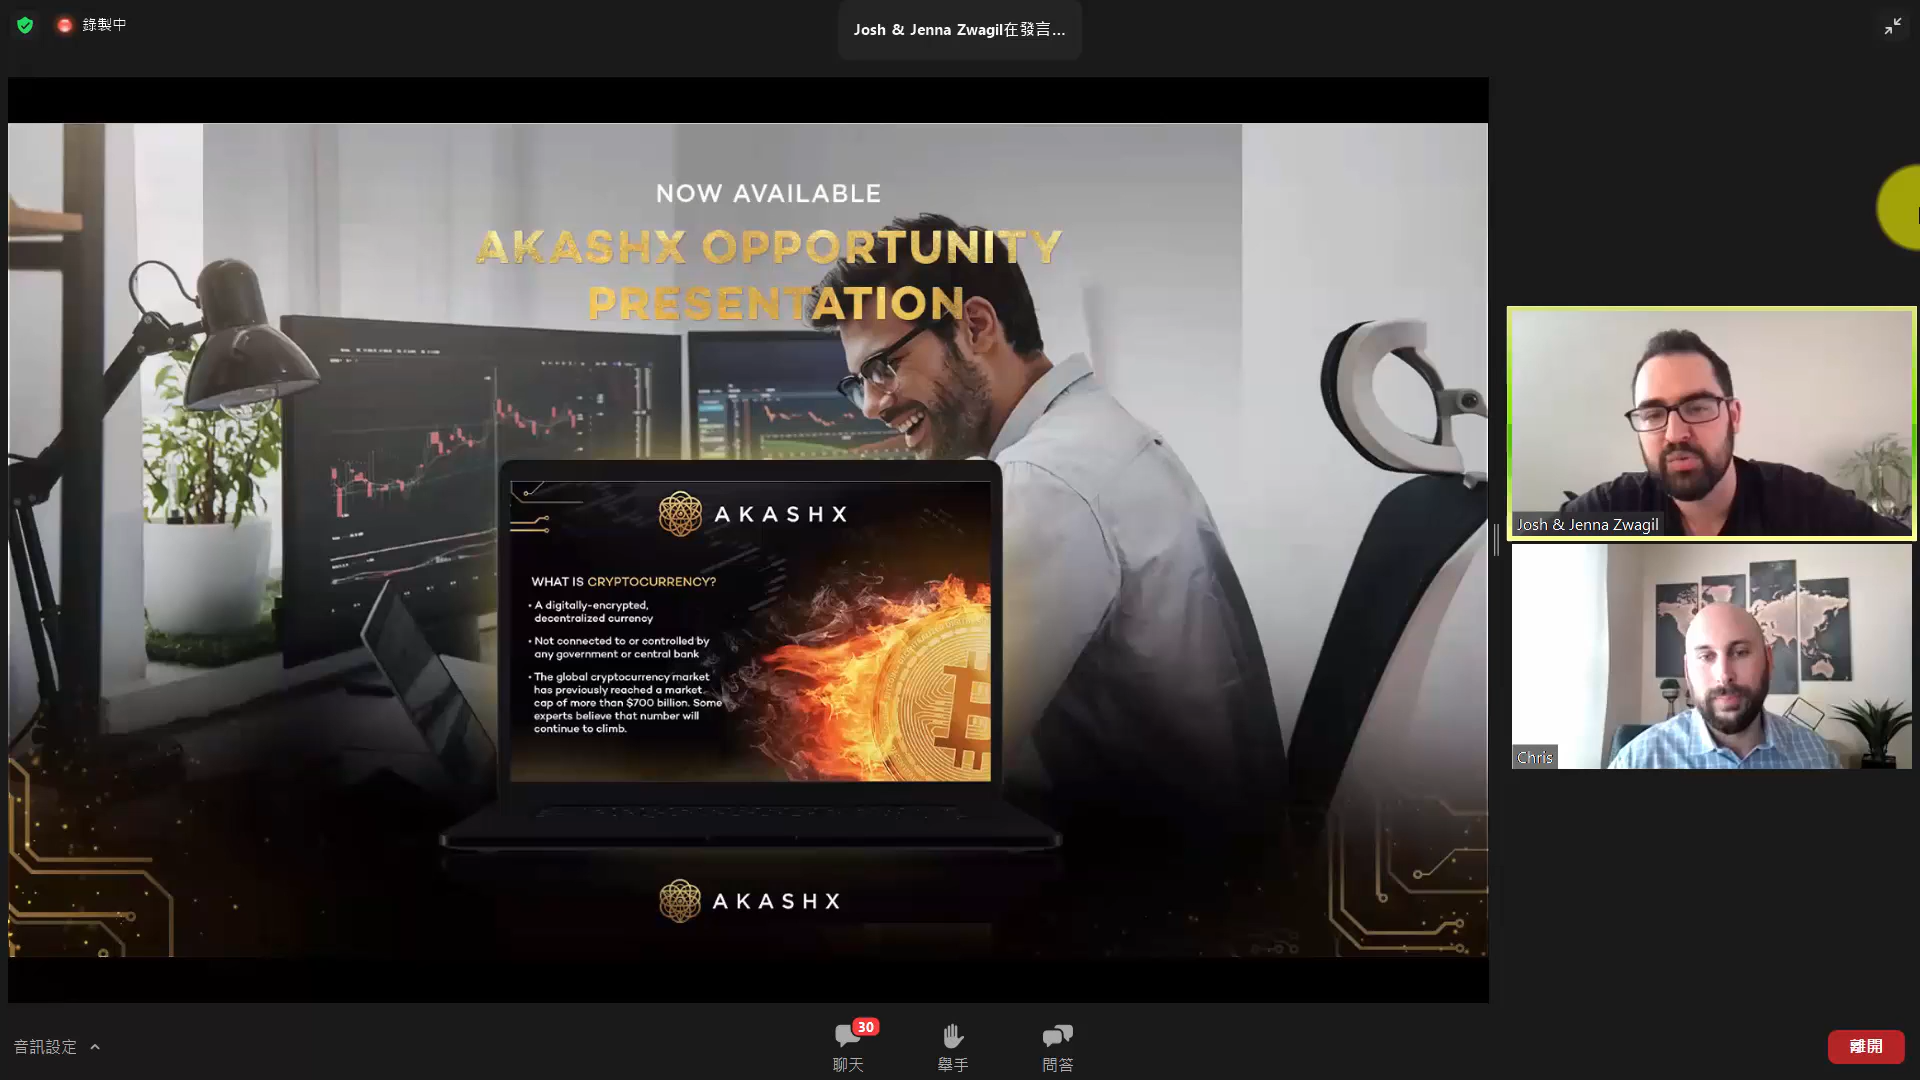 錄製中
Josh & Jenna Zwagil在發言...
NOW AVAILABLE
AKASHX OPPORTUNITY
PRESENTATION
AKASHX
WHAT IS CRYPTOCURRENCY?
• A digitally-encrypted,
decentralized currency
• Not connected to or controlled by
any government or central bank
• The global cryptocurrency market
has previously reached a market
cap of more than $700 billion. Some
experts believe that number will
continue to climb.
AKASHX
Josh & Jenna Zwagil
Chris
音訊設定
30
聊天
舉手
問答
離開